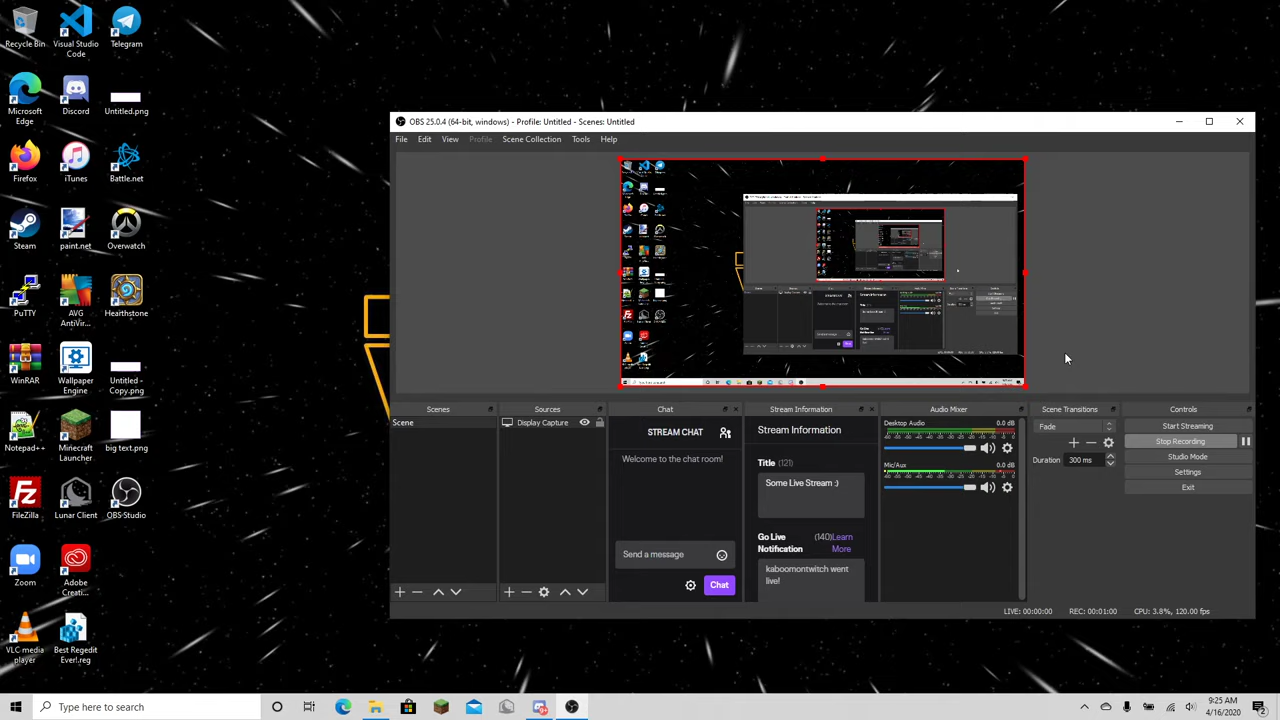 Recycle Bin
Visual Studio Code
Telegram
Microsoft Edge
Discord
Untitled.png
Firefox
iTunes
Battle.net
Steam
paint.net
Overwatch
PuTTY
AVG AntiVir...
Hearthstone
WinRAR
Wallpaper Engine
Untitled - Copy.png
Notepad++
Minecraft Launcher
big text.png
FileZilla
Lunar Client
OBS Studio
Zoom
Adobe Creati...
VLC media player
Best Regedit Ever!.reg
OBS 25.0.4 (64-bit, windows) - Profile: Untitled - Scenes: Untitled
File Edit View Profile Scene Collection Tools Help
Scenes
Scene
Sources
Display Capture
Chat
STREAM CHAT
Welcome to the chat room!
Send a message
Chat
Stream Information
Stream Information
Title (121)
Some Live Stream :)
Go Live Notification (140) Learn More
kaboomontwitch went live!
Audio Mixer
Desktop Audio 0.0 dB
Mic/Aux 0.0 dB
Scene Transitions
Fade
Duration 300 ms
Controls
Start Streaming
Stop Recording
Studio Mode
Settings
Exit
LIVE: 00:00:00 REC: 00:01:00 CPU: 3.8%, 120.00 fps
Type here to search
9:25 AM
4/16/2020
2